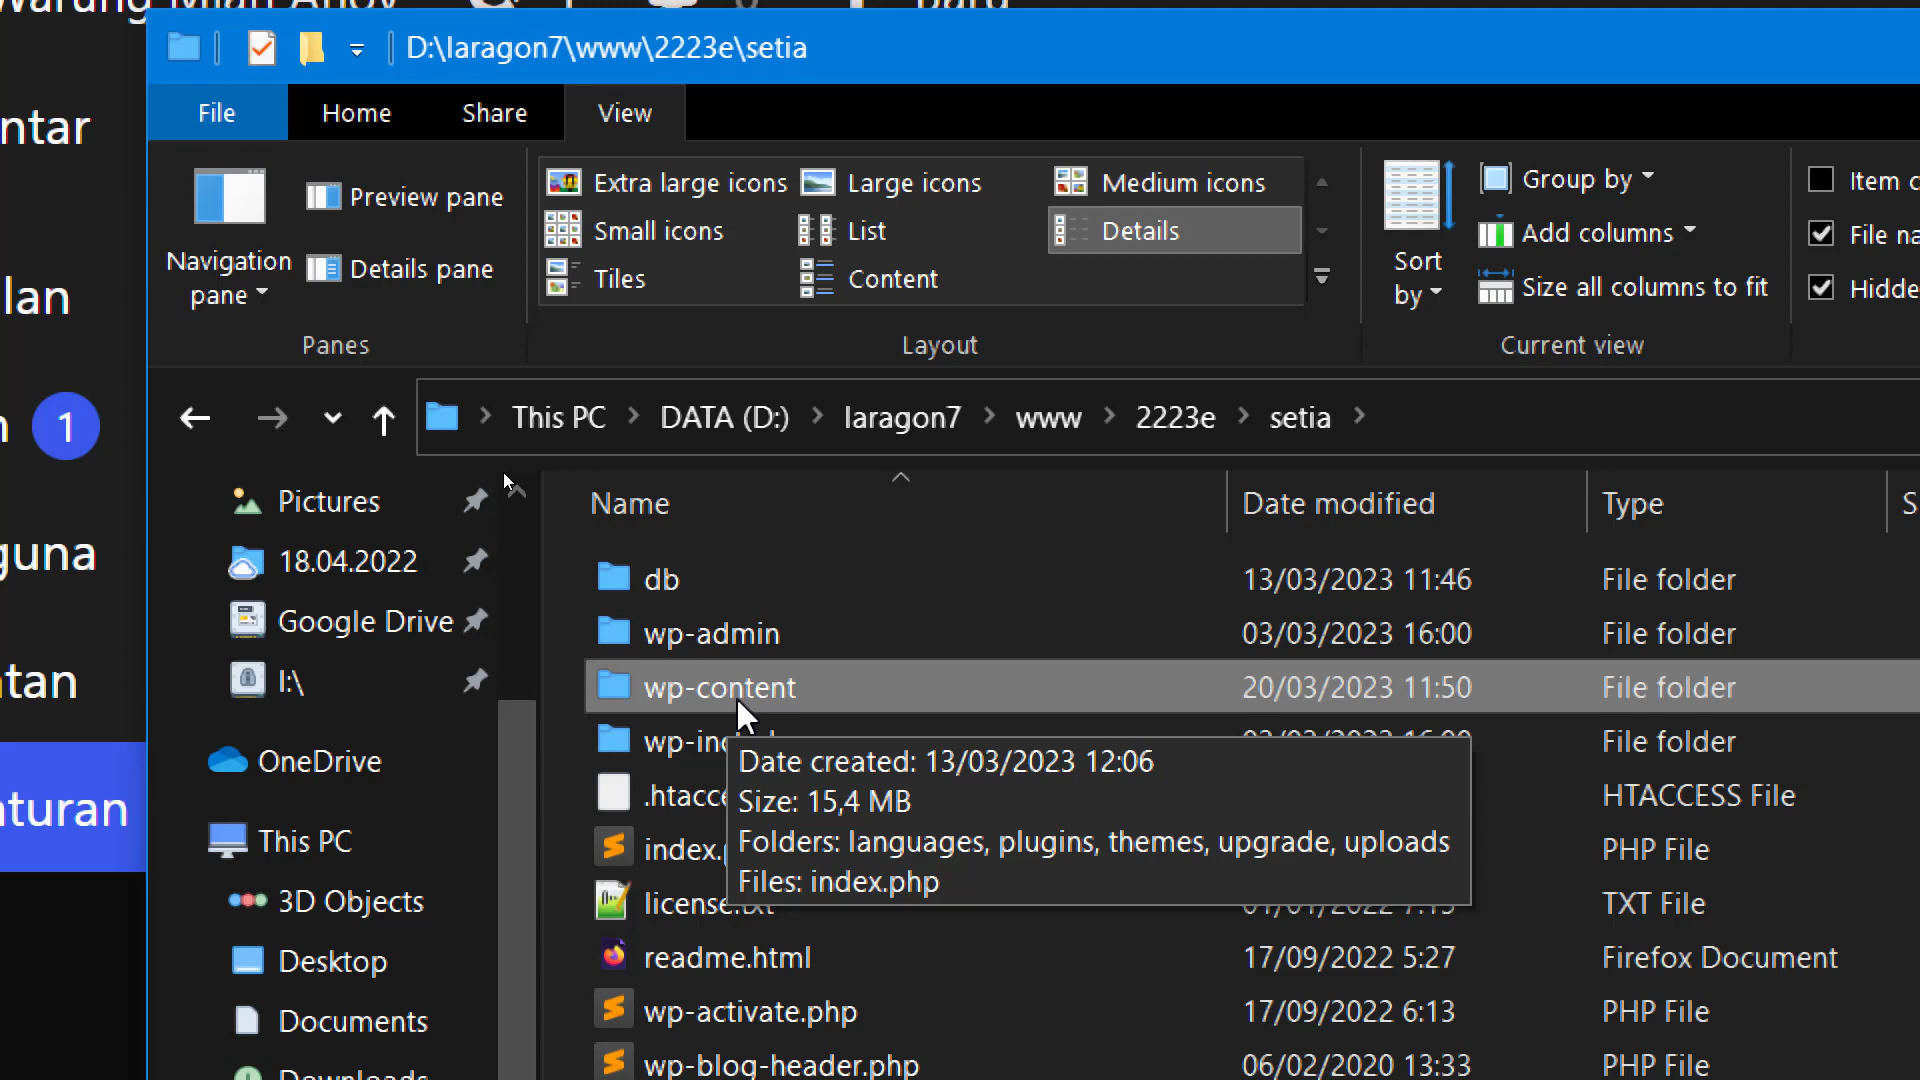 D:\laragon7\www\2223e\setia
File
Home
Share
View
Navigation
pane
Preview pane
Details pane
Panes
Extra large icons
Large icons
Medium icons
Small icons
List
Details
Tiles
Content
Layout
Sort
by
Group by
Add columns
Size all columns to fit
Current view
Item
File
ntar
lan
1
guna
atan
aturan
This PC
DATA (D:)
laragon7
www
2223e
setia
Pictures
18.04.2022
Google Drive
I:\
OneDrive
This PC
3D Objects
Desktop
Documents
Name
Date modified
Type
S
db
13/03/2023 11:46
File folder
wp-admin
03/03/2023 16:00
File folder
wp-content
20/03/2023 11:50
File folder
File folder
HTACCESS File
PHP File
license.txt
TXT File
readme.html
17/09/2022 5:27
Firefox Document
wp-activate.php
17/09/2022 6:13
PHP File
wp-blog-header.php
06/02/2020 13:33
PHP File
Date created: 13/03/2023 12:06
Size: 15,4 MB
Folders: languages, plugins, themes, upgrade, uploads
Files: index.php